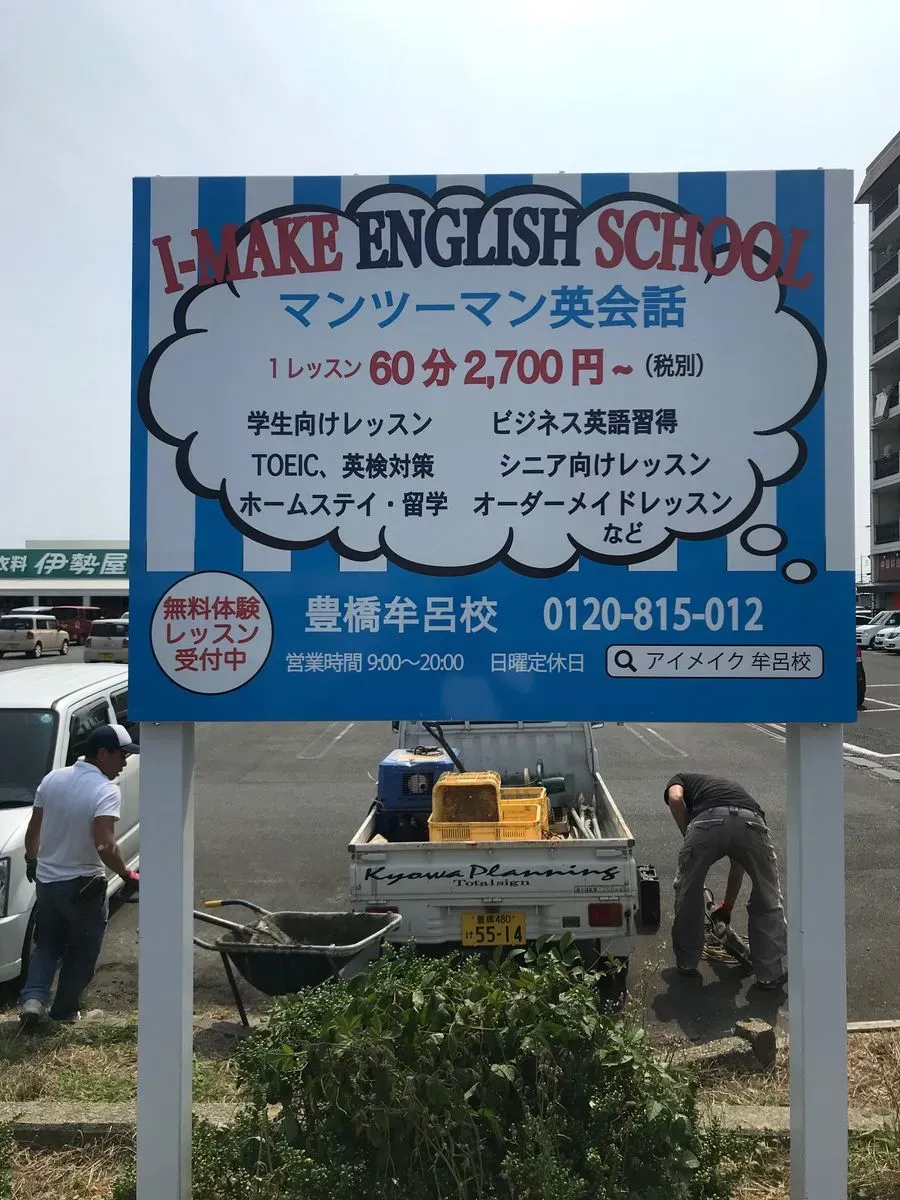 I-MAKE ENGLISH SCHOOL
マンツーマン英会話
1レッスン 60分2,700円~(税別)
学生向けレッスン ビジネス英語習得
TOEIC、英検対策 シニア向けレッスン
ホームステイ・留学 オーダーメイドレッスン
など
無料体験
レッスン
受付中
豊橋牟呂校 0120-815-012
営業時間 9:00〜20:00 日曜定休日
アイメイク 牟呂校
衣料 伊勢屋
Kyowa Planning
Totalsign
豊橋 480
け 55-14